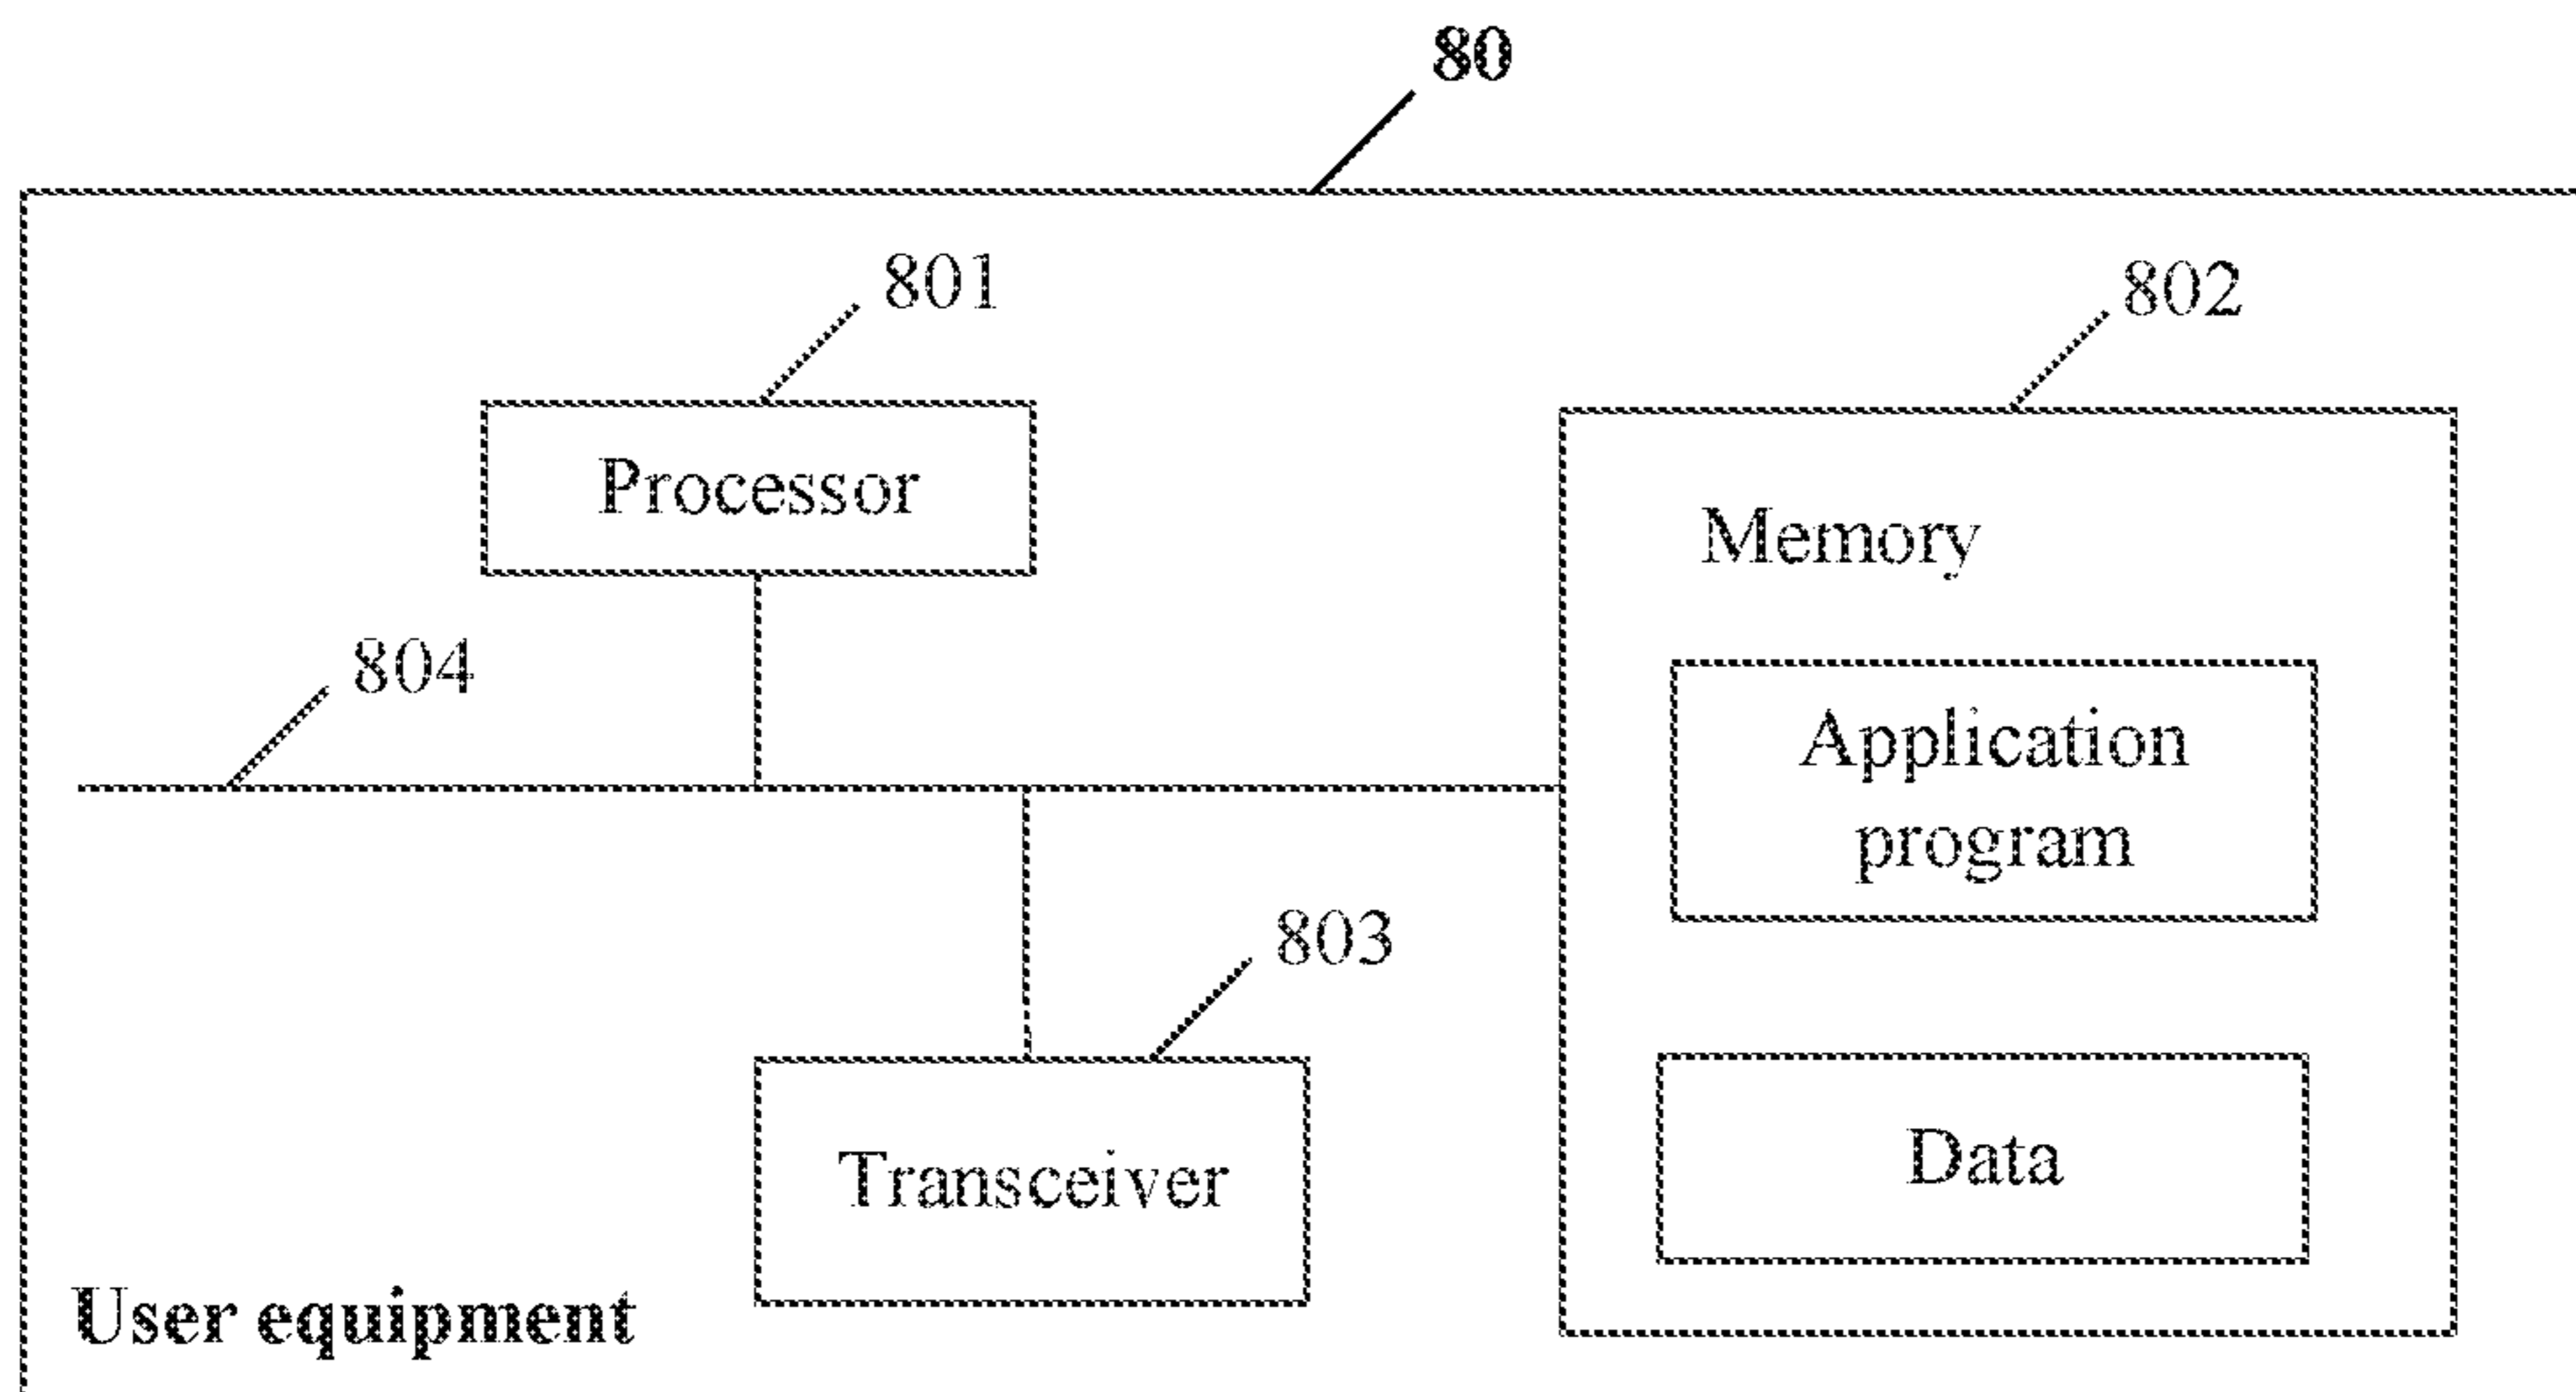 80
801
802
Processor
Memory
804
Application
program
803
Data
Transceiver
User equipment